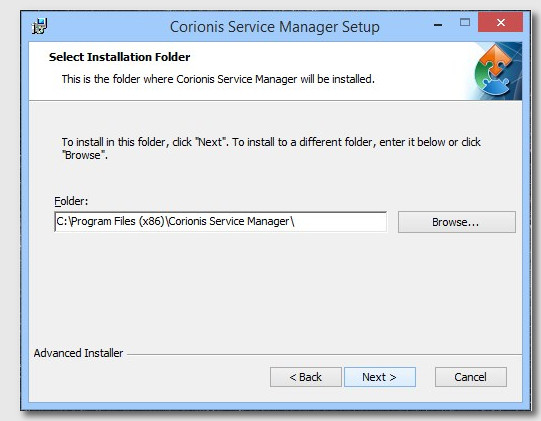 Corionis Service Manager Setup
Select Installation Folder
This is the folder where Corionis Service Manager will be installed.
To install in this folder, click "Next". To install to a different folder, enter it below or click
"Browse".
Folder:
C:\Program Files (x86)\Corionis Service Manager\
Browse...
Advanced Installer
< Back
Next >
Cancel